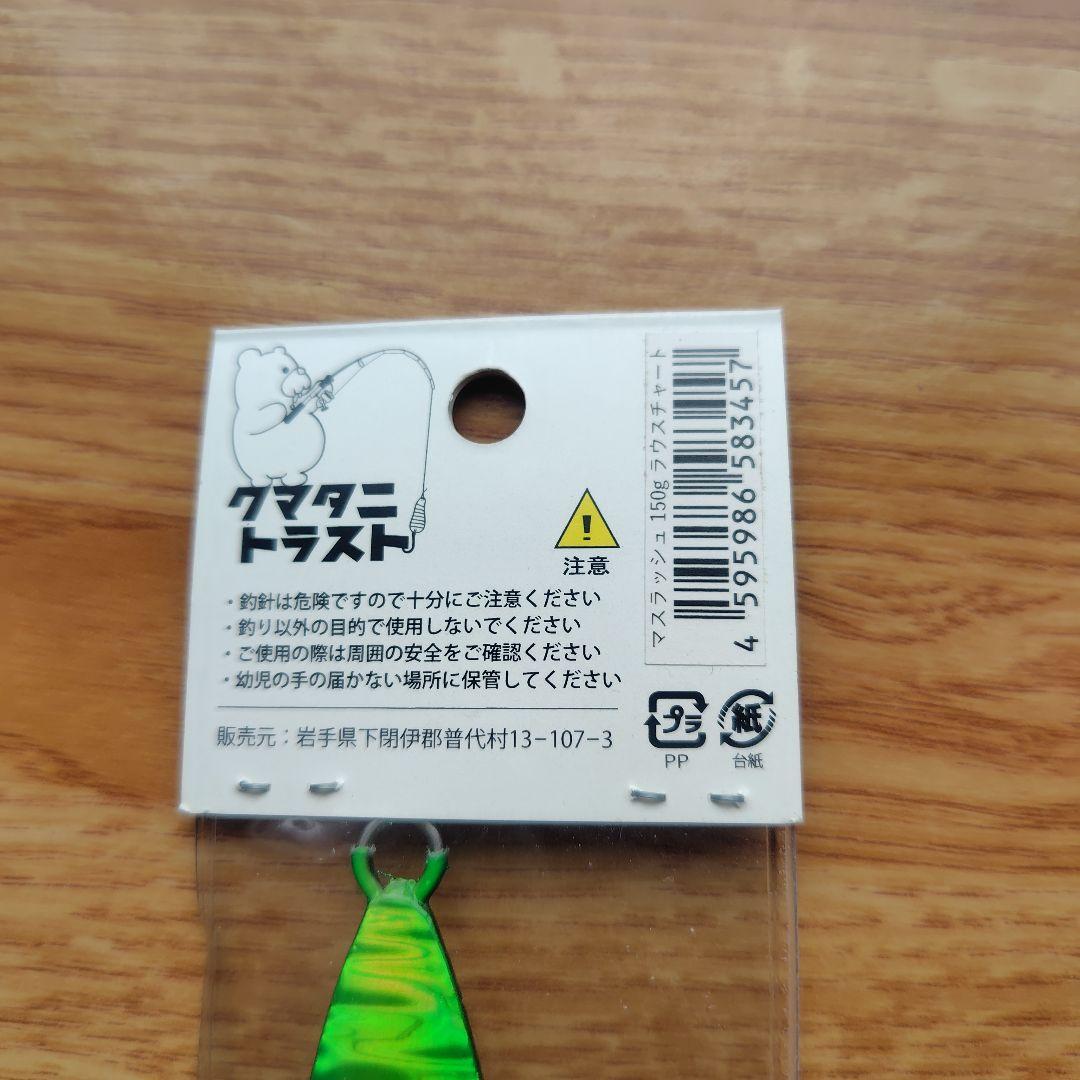 クマタニ
トラスト
!
注意
・釣針は危険ですので十分にご注意ください
・釣り以外の目的で使用しないでください
・ご使用の際は周囲の安全をご確認ください
・幼児の手の届かない場所に保管してください
販売元：岩手県下閉伊郡普代村13-107-3
マスラッシュ 150g ラウスチャート
4 595986 583457
プラ
PP
紙
台紙